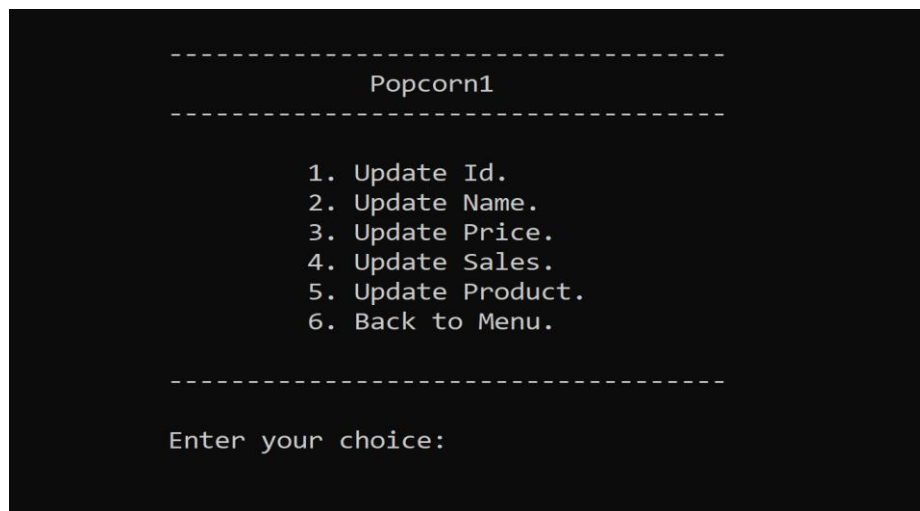 ------------------------------------
Popcorn1
------------------------------------
1. Update Id.
2. Update Name.
3. Update Price.
4. Update Sales.
5. Update Product.
6. Back to Menu.
------------------------------------
Enter your choice: